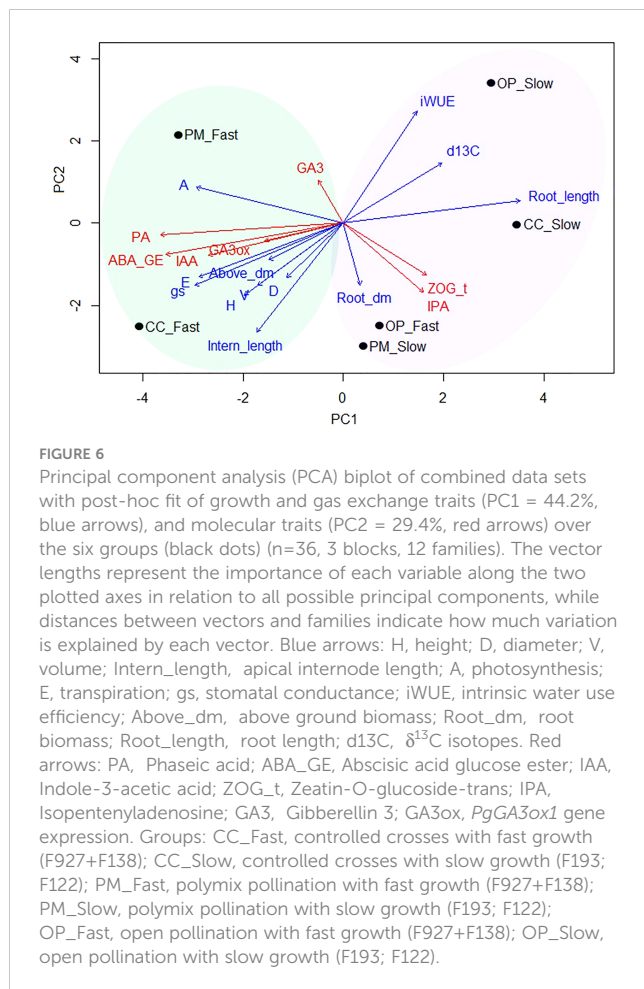 4
2
0
-2
PC2
-4
-2
0
2
4
PC1
OP_Slow
iWUE
PM_Fast
d13C
GA3
A
Root_length
CC_Slow
PA
GA3ox
ABA_GE
IAA
Above_dm
E
ZOG_t
gs
V
D
Root_dm
IPA
H
CC_Fast
OP_Fast
Intern_length
PM_Slow
FIGURE 6
Principal component analysis (PCA) biplot of combined data sets
with post-hoc fit of growth and gas exchange traits (PC1 = 44.2%,
blue arrows), and molecular traits (PC2 = 29.4%, red arrows) over
the six groups (black dots) (n=36, 3 blocks, 12 families). The vector
lengths represent the importance of each variable along the two
plotted axes in relation to all possible principal components, while
distances between vectors and families indicate how much variation
is explained by each vector. Blue arrows: H, height; D, diameter; V,
volume; Intern_length, apical internode length; A, photosynthesis;
E, transpiration; gs, stomatal conductance; iWUE, intrinsic water use
efficiency; Above_dm, above ground biomass; Root_dm, root
biomass; Root_length, root length; d13C, δ¹³C isotopes. Red
arrows: PA, Phaseic acid; ABA_GE, Abscisic acid glucose ester; IAA,
Indole-3-acetic acid; ZOG_t, Zeatin-O-glucoside-trans; IPA,
Isopentenyladenosine; GA3, Gibberellin 3; GA3ox, PgGA3ox1 gene
expression. Groups: CC_Fast, controlled crosses with fast growth
(F927+F138); CC_Slow, controlled crosses with slow growth (F193;
F122); PM_Fast, polymix pollination with fast growth (F927+F138);
PM_Slow, polymix pollination with slow growth (F193; F122);
OP_Fast, open pollination with fast growth (F927+F138); OP_Slow,
open pollination with slow growth (F193; F122).